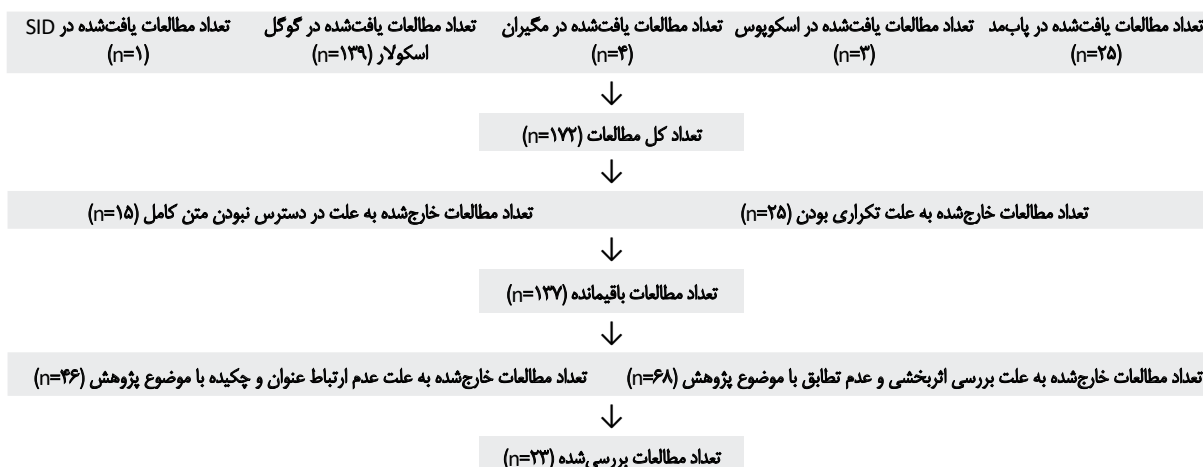 تعداد مطالعات یافت‌شده در پاب‌مد
(n=۲۵)
تعداد مطالعات یافت‌شده در اسکوپوس
(n=۳)
تعداد مطالعات یافت‌شده در مگیران
(n=۴)
تعداد مطالعات یافت‌شده در گوگل
اسکولار (n=۱۳۹)
تعداد مطالعات یافت‌شده در SID
(n=۱)
تعداد کل مطالعات (n=۱۷۲)
تعداد مطالعات خارج‌شده به علت تکراری بودن (n=۲۵)
تعداد مطالعات خارج‌شده به علت در دسترس نبودن متن کامل (n=۱۵)
تعداد مطالعات باقیمانده (n=۱۳۷)
تعداد مطالعات خارج‌شده به علت بررسی اثربخشی و عدم تطابق با موضوع پژوهش (n=۶۸)
تعداد مطالعات خارج‌شده به علت عدم ارتباط عنوان و چکیده با موضوع پژوهش (n=۴۶)
تعداد مطالعات بررسی‌شده (n=۲۳)